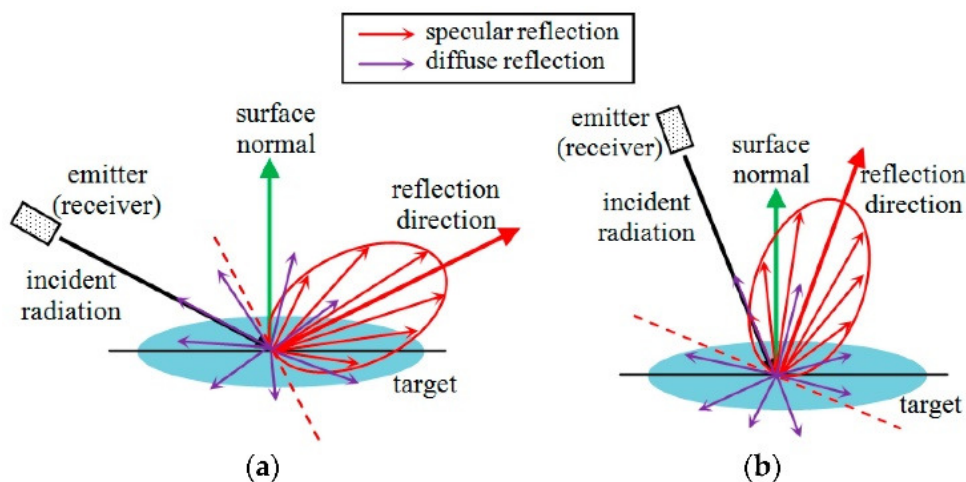 specular reflection
diffuse reflection
surface
normal
emitter
(receiver)
reflection
direction
incident
radiation
target
(a)
emitter
(receiver)
surface
normal
reflection
direction
incident
radiation
target
(b)